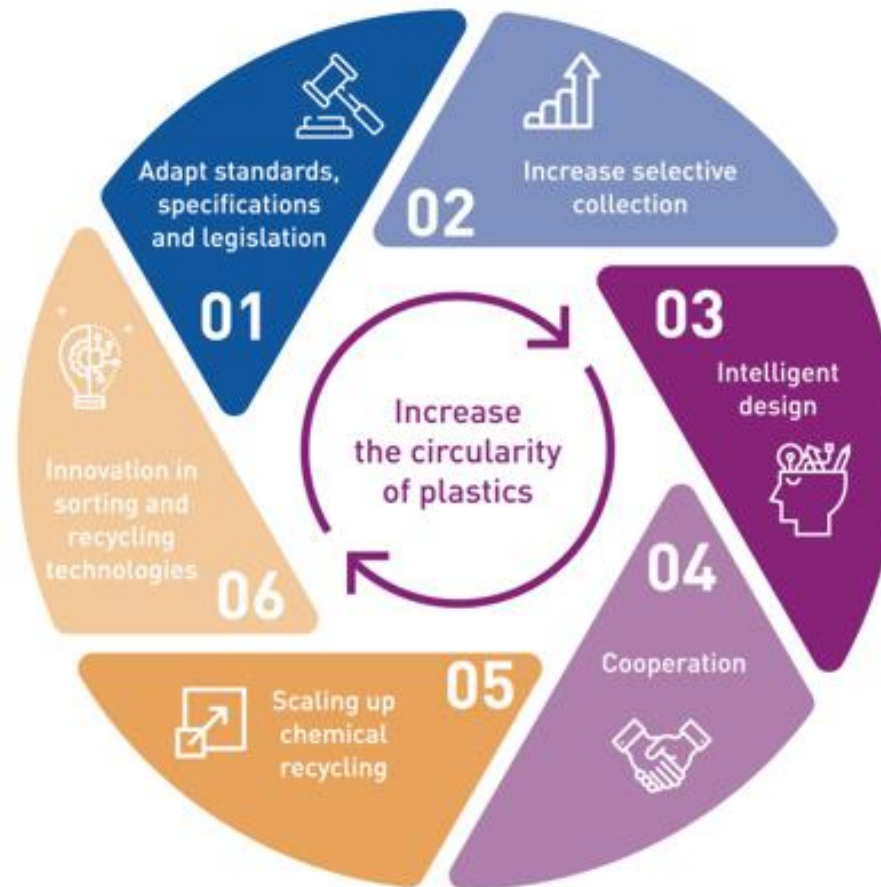 Adapt standards,
specifications
and legislation
01
Increase selective
collection
02
03
Intelligent
design
04
Cooperation
05
Scaling up
chemical
recycling
Innovation in
sorting and
recycling
technologies
06
Increase
the circularity
of plastics